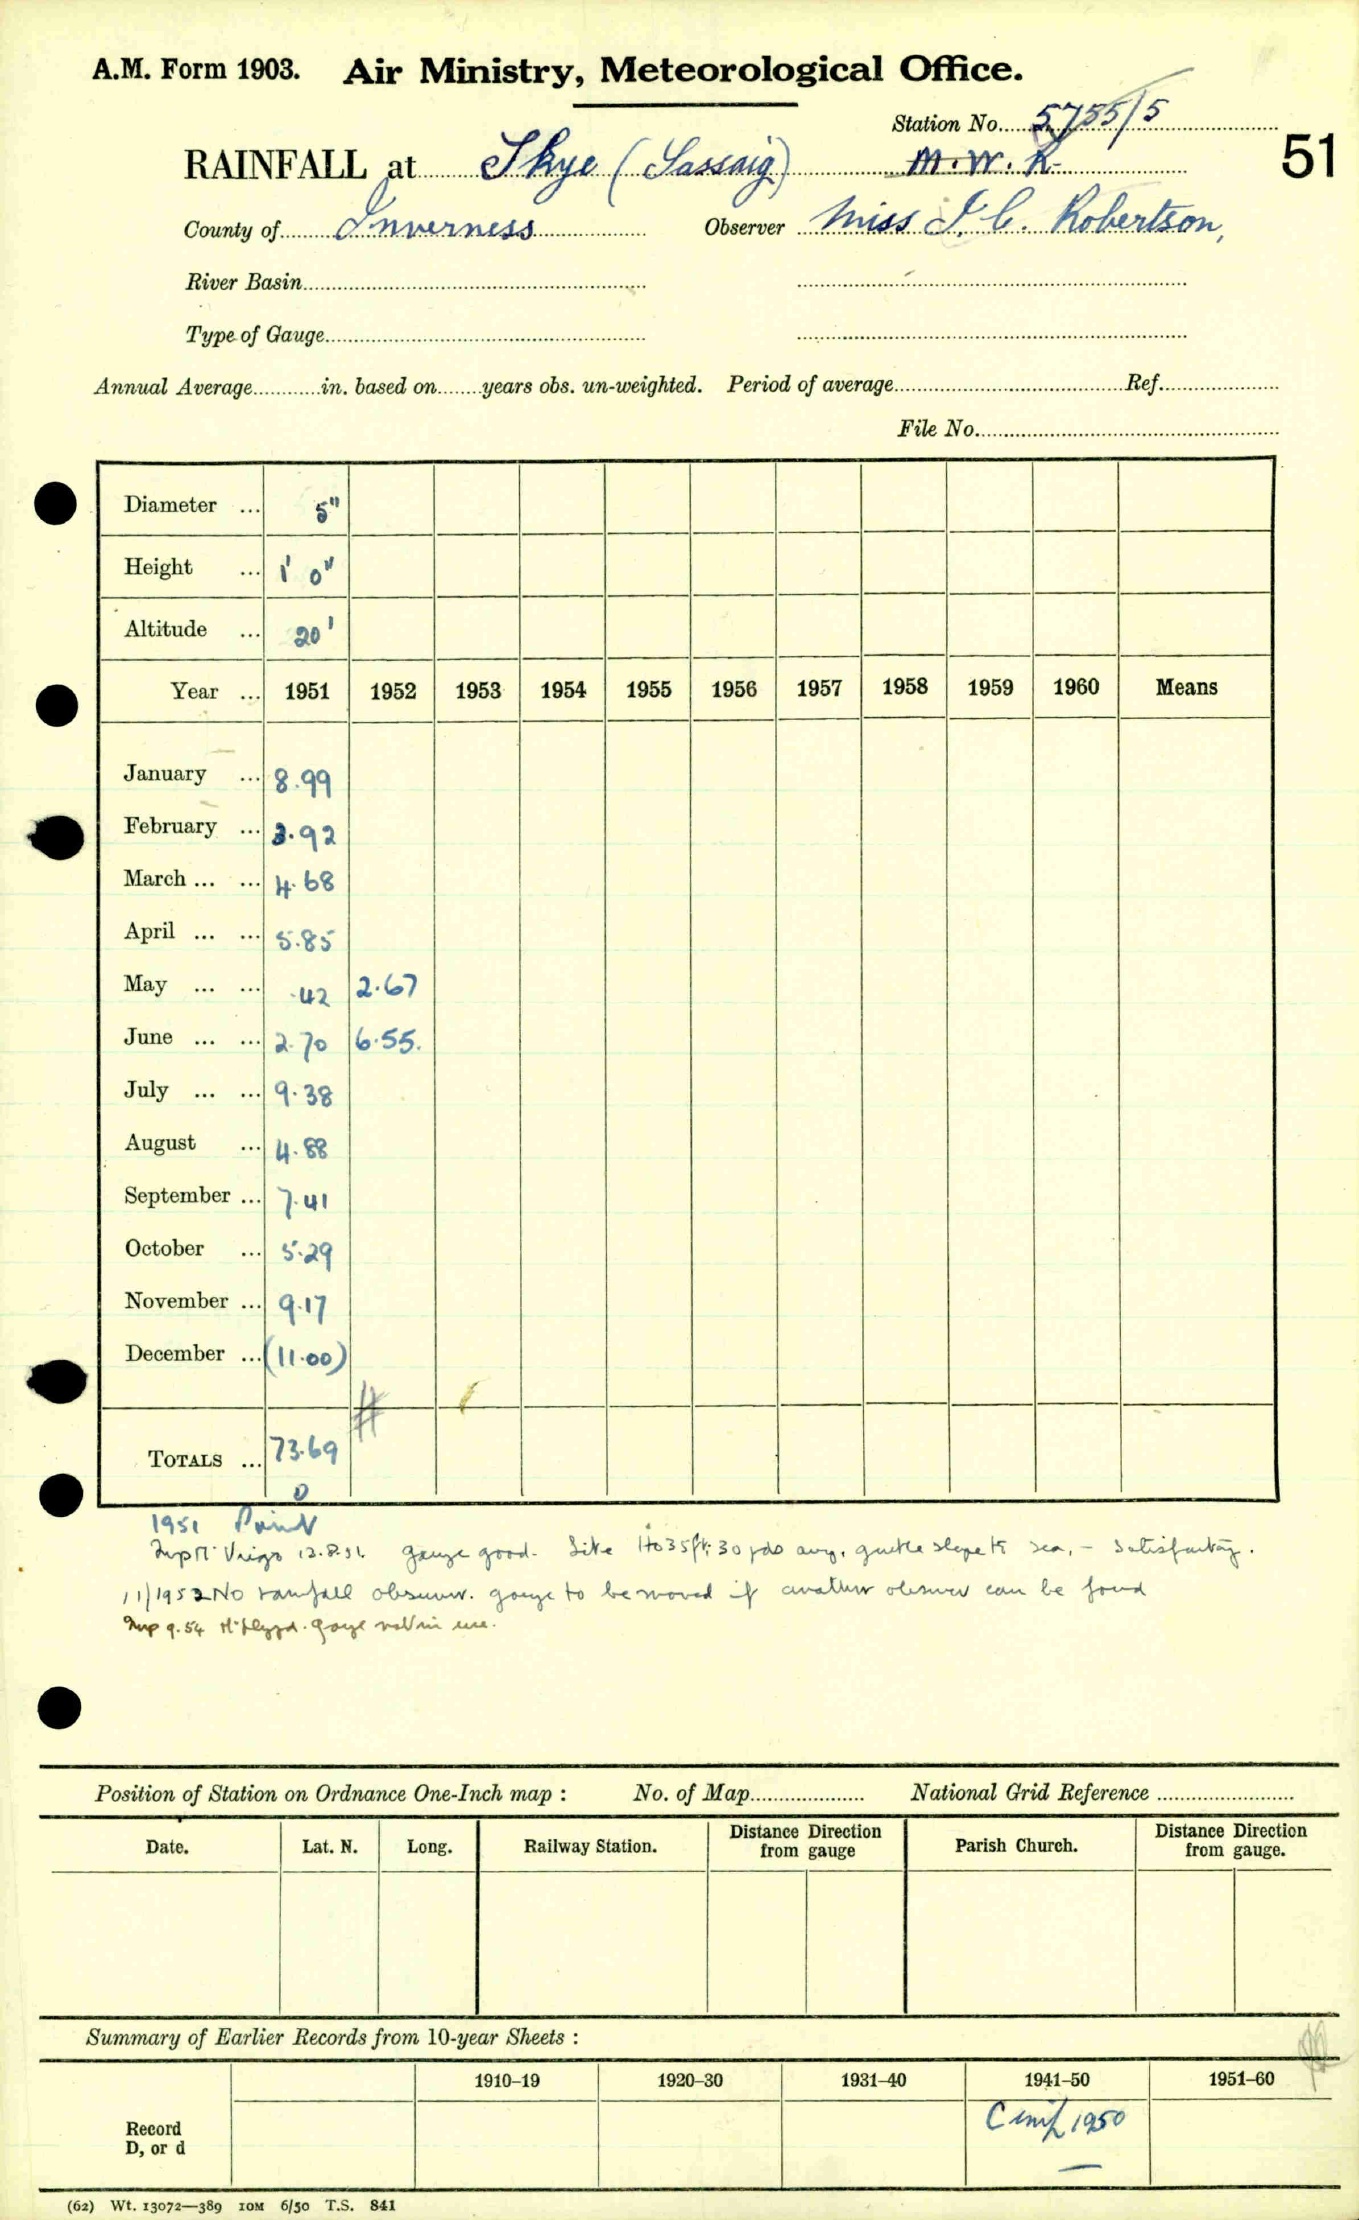 A.M. Form 1903. Air Ministry, Meteorological Office.
Station No. 5755/5
RAINFALL at Skye (Sassaig) M.W.R. 51
County of Inverness Observer Miss I. C. Robertson,
River Basin
Type of Gauge
Annual Average in. based on years obs. un-weighted. Period of average Ref.
File No.
Diameter ... 5"
Height ... 1' 0"
Altitude ... 20'
Year ... 1951 1952 1953 1954 1955 1956 1957 1958 1959 1960 Means
January ... 8.99
February ... 3.92
March ... ... 4.68
April ... ... 5.85
May ... ... .42 2.67
June ... ... 2.70 6.55.
July ... ... 9.38
August ... 4.88
September ... 7.41
October ... 5.29
November ... 9.17
December ... (11.00)
TOTALS ... 73.69
0
1951
12.8.51. gauge good. Site 30 yds away, gentle slope to sea, – Satisfactory.
11/1952 No rainfall observer. gauge to be moved if another observer can be found
Insp 9.54 gauge not in use.
Position of Station on Ordnance One-Inch map : No. of Map National Grid Reference
Date. Lat. N. Long. Railway Station. Distance from Direction gauge Parish Church. Distance from Direction gauge.
Summary of Earlier Records from 10-year Sheets :
1910–19 1920–30 1931–40 1941–50 1951–60
Record
D, or d
1950
(62) Wt. 13072—389 10M 6/50 T.S. 841